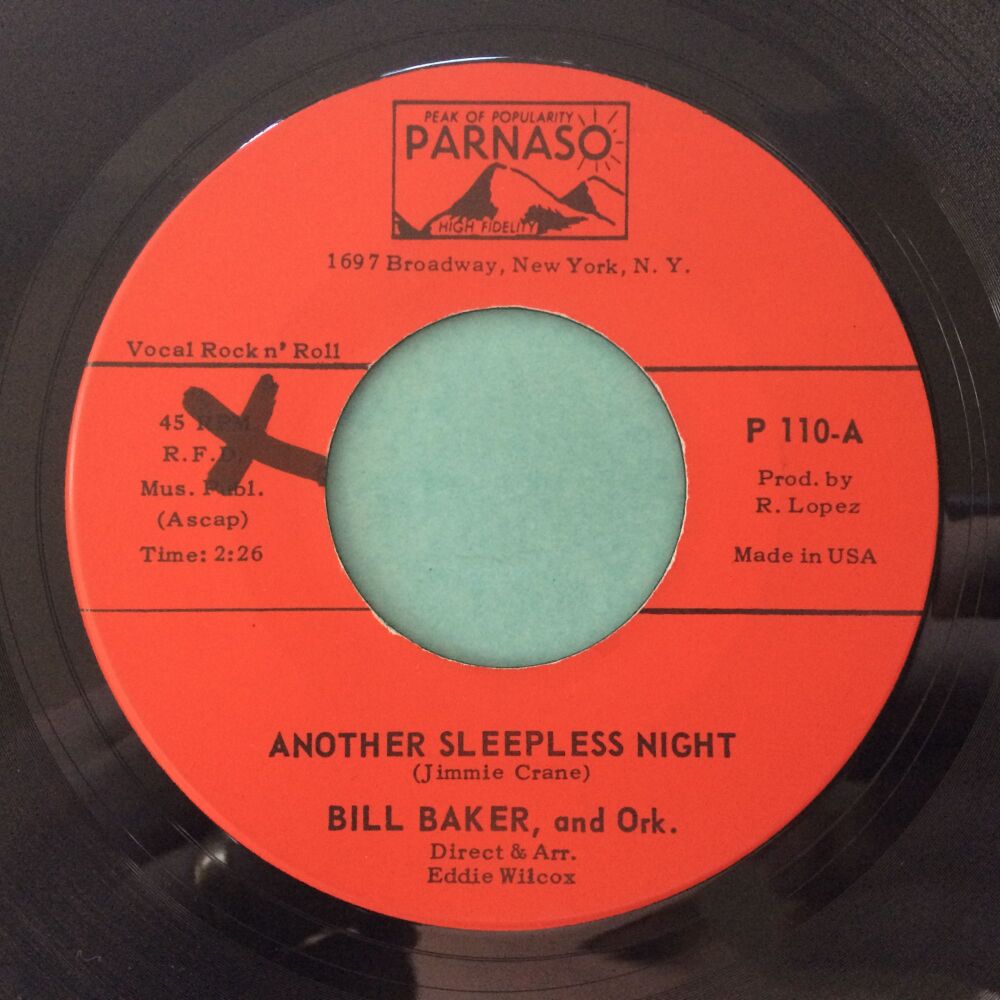 PEAK OF POPULARITY
PARNASO
HIGH FIDELITY
1697 Broadway, New York, N. Y.
Vocal Rock n' Roll
45 RPM
R.F.D.
Mus. Publ.
(Ascap)
Time: 2:26
P 110-A
Prod. by
R. Lopez
Made in USA
ANOTHER SLEEPLESS NIGHT
(Jimmie Crane)
BILL BAKER, and Ork.
Direct & Arr.
Eddie Wilcox